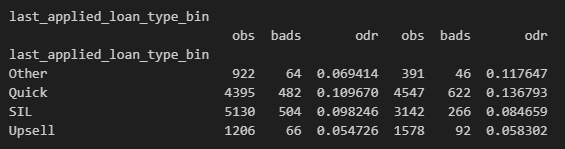 last_applied_loan_type_bin
obs bads odr obs bads odr
last_applied_loan_type_bin
Other 922 64 0.069414 391 46 0.117647
Quick 4395 482 0.109670 4547 622 0.136793
SIL 5130 504 0.098246 3142 266 0.084659
Upsell 1206 66 0.054726 1578 92 0.058302